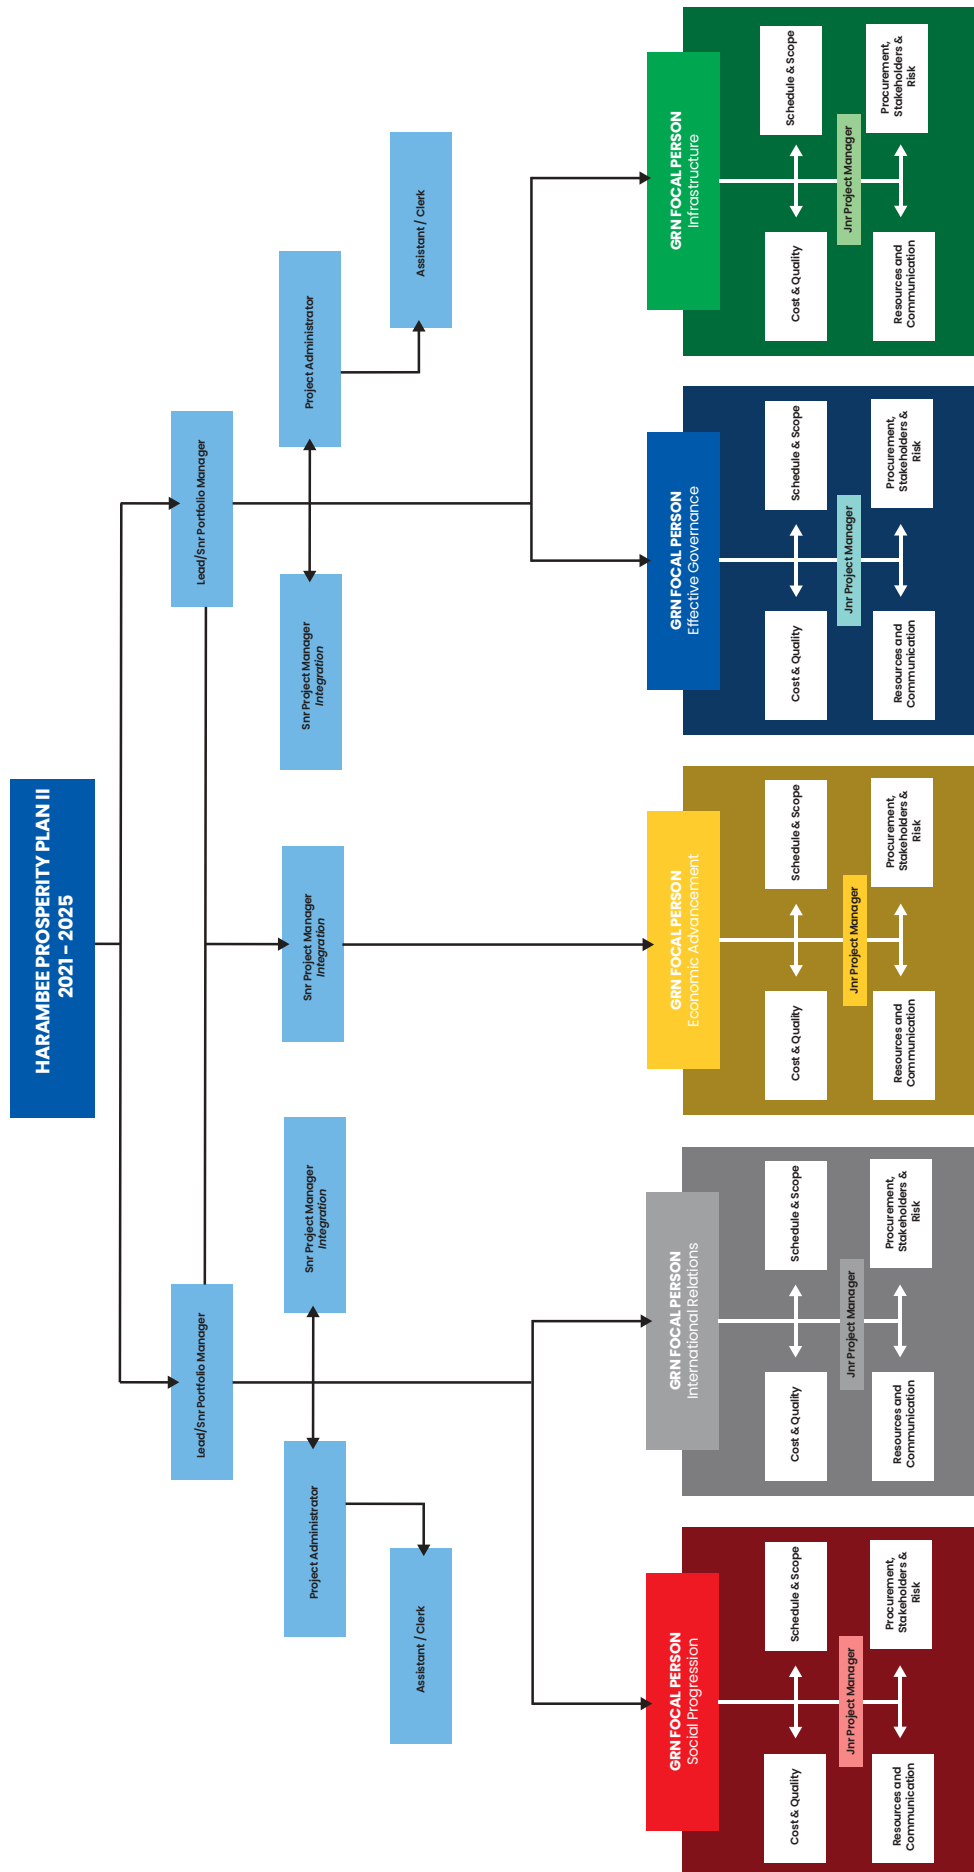 HARAMBEE PROSPERITY PLAN II
2021 – 2025
Lead/Snr Portfolio Manager
Lead/Snr Portfolio Manager
Project Administrator
Snr Project Manager
Integration
Snr Project Manager
Integration
Snr Project Manager
Integration
Project Administrator
Assistant / Clerk
Assistant / Clerk
GRN FOCAL PERSON
Social Progression
Cost & Quality
Schedule & Scope
Jnr Project Manager
Resources and
Communication
Procurement,
Stakeholders &
Risk
GRN FOCAL PERSON
International Relations
Cost & Quality
Schedule & Scope
Jnr Project Manager
Resources and
Communication
Procurement,
Stakeholders &
Risk
GRN FOCAL PERSON
Economic Advancement
Cost & Quality
Schedule & Scope
Jnr Project Manager
Resources and
Communication
Procurement,
Stakeholders &
Risk
GRN FOCAL PERSON
Effective Governance
Cost & Quality
Schedule & Scope
Jnr Project Manager
Resources and
Communication
Procurement,
Stakeholders &
Risk
GRN FOCAL PERSON
Infrastructure
Cost & Quality
Schedule & Scope
Jnr Project Manager
Resources and
Communication
Procurement,
Stakeholders &
Risk